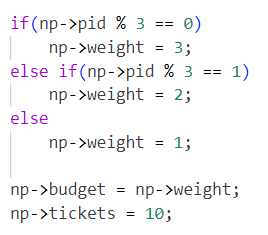 if(np->pid % 3 == 0)
    np->weight = 3;
else if(np->pid % 3 == 1)
    np->weight = 2;
else
    np->weight = 1;

np->budget = np->weight;
np->tickets = 10;